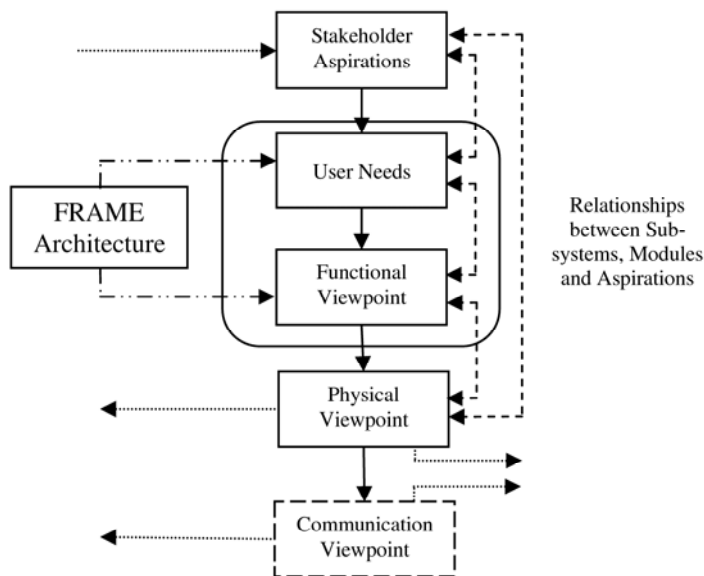 Stakeholder
Aspirations
User Needs
FRAME
Architecture
Functional
Viewpoint
Relationships
between Sub-
systems, Modules
and Aspirations
Physical
Viewpoint
Communication
Viewpoint